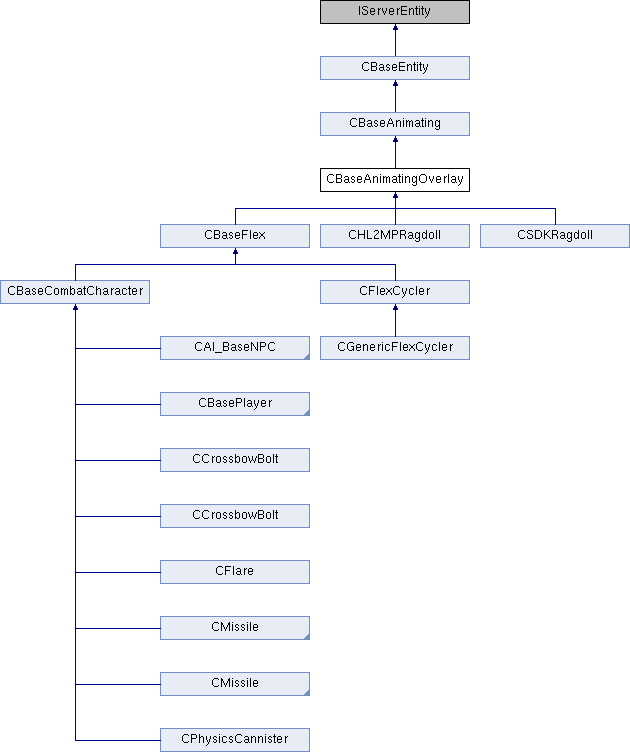 IServerEntity
CBaseEntity
CBaseAnimating
CBaseAnimatingOverlay
CBaseFlex
CHL2MPRagdoll
CSDKRagdoll
CBaseCombatCharacter
CFlexCycler
CAI_BaseNPC
CGenericFlexCycler
CBasePlayer
CCrossbowBolt
CCrossbowBolt
CFlare
CMissile
CMissile
CPhysicsCannister